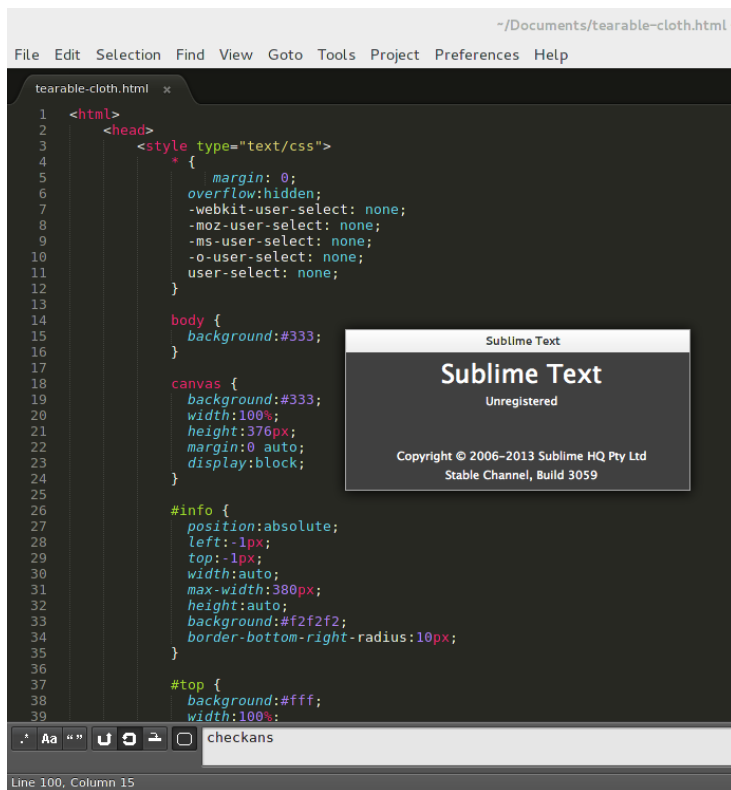 ~/Documents/tearable-cloth.html
File Edit Selection Find View Goto Tools Project Preferences Help
tearable-cloth.html ×
1 <html>
2 <head>
3 <style type="text/css">
4 * {
5 margin: 0;
6 overflow:hidden;
7 -webkit-user-select: none;
8 -moz-user-select: none;
9 -ms-user-select: none;
10 -o-user-select: none;
11 user-select: none;
12 }
13
14 body {
15 background:#333;
16 }
17
18 canvas {
19 background:#333;
20 width:100%;
21 height:376px;
22 margin:0 auto;
23 display:block;
24 }
25
26 #info {
27 position:absolute;
28 left:-1px;
29 top:-1px;
30 width:auto;
31 max-width:380px;
32 height:auto;
33 background:#f2f2f2;
34 border-bottom-right-radius:10px;
35 }
36
37 #top {
38 background:#fff;
39 width:100%;
Sublime Text
Sublime Text
Unregistered
Copyright © 2006-2013 Sublime HQ Pty Ltd
Stable Channel, Build 3059
.* Aa “” checkans
Line 100, Column 15